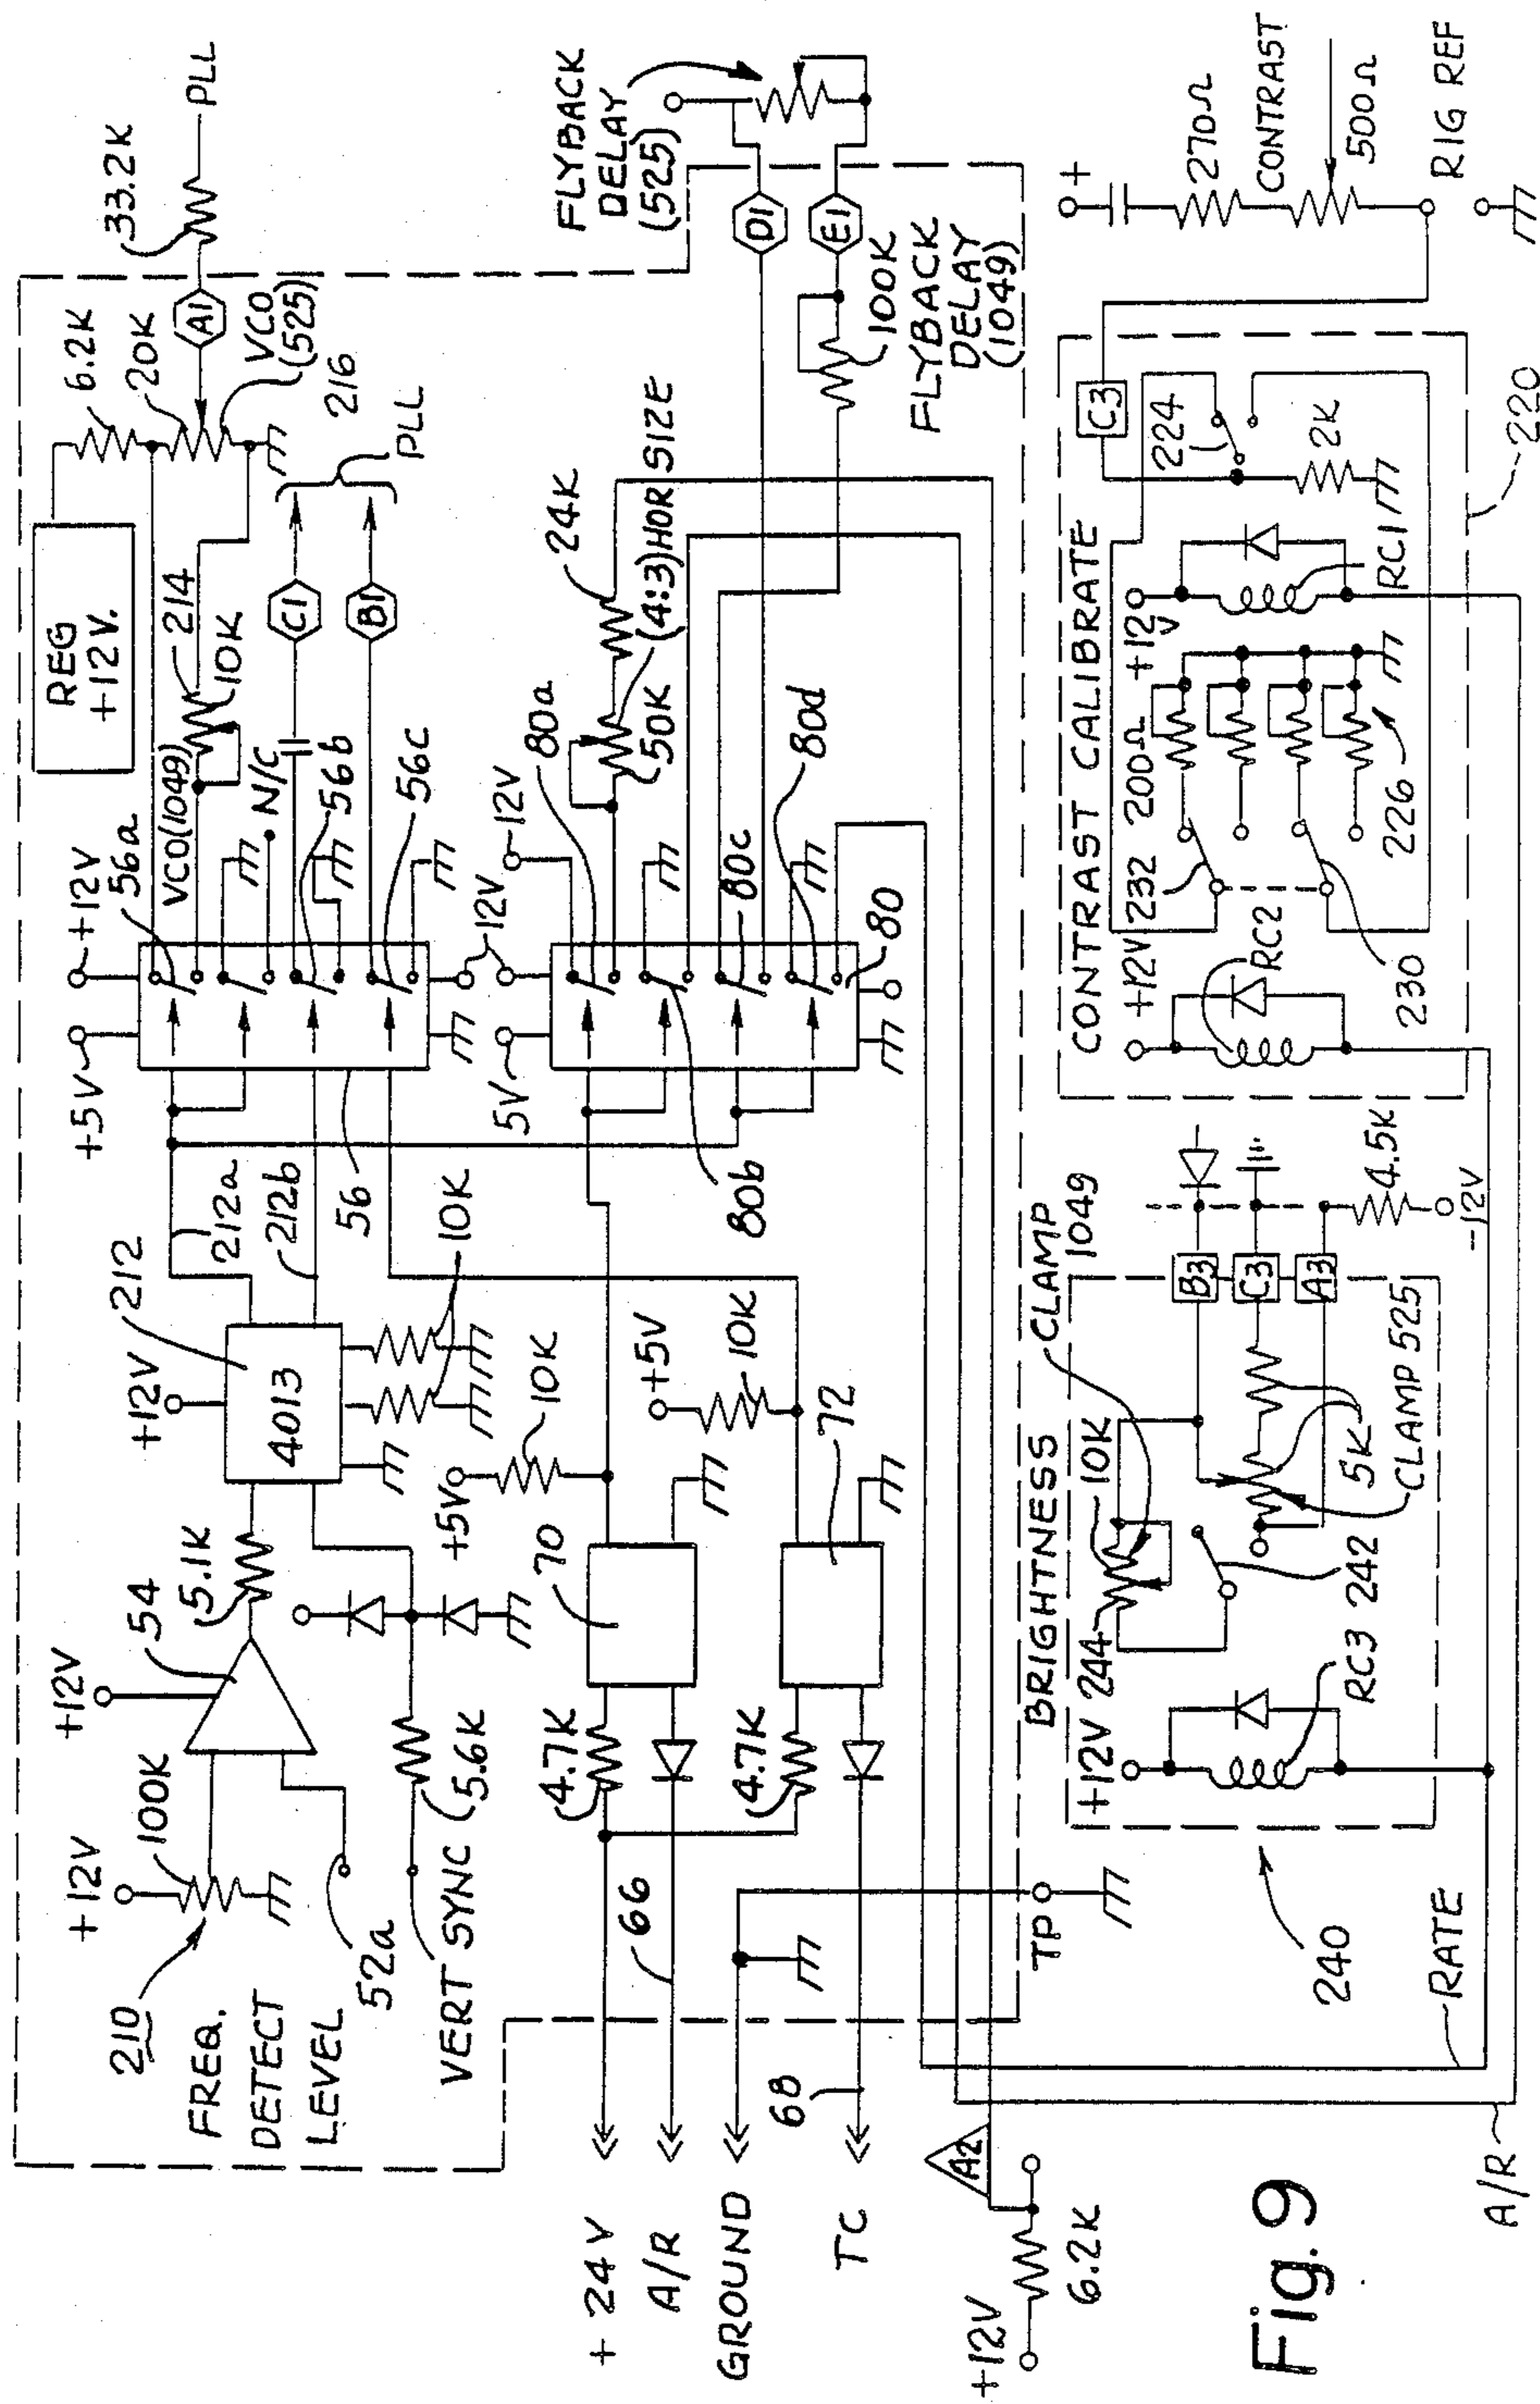 +12V
100K
210
FREQ.
DETECT
LEVEL
52a
VERT SYNC
5.6K
+12V
54
5.1K
+12V
4013
212
212a
212b
10K
+5V
10K
+5V
10K
70
72
4.7K
4.7K
66
68
+ 24 V
A/R
GROUND
TC
+5V
+12V
56a
56
56b
56c
N/C
VCO(1049)
10K
214
REG
+12V.
6.2K
20K
VCO
(525)
216
A1
33.2K
PLL
C1
B1
PLL
12V
-12V
5V
80a
80b
80c
80d
80
50K
(4:3)HOR SIZE
24K
D1
E1
FLYBACK
DELAY
(525)
100K
FLYBACK
DELAY
(1049)
TP
A2
+12V
6.2K
BRIGHTNESS
CLAMP
1049
+12V
244
10K
RC3
242
5K
CLAMP 525
B3
C3
A3
4.5K
-12V
240
RATE
A/R
CONTRAST CALIBRATE
+12V
232
200Ω
+12
V
RC2
230
226
RC1
224
2K
C3
220
+
270Ω
CONTRAST
500Ω
RIG REF
Fig. 9